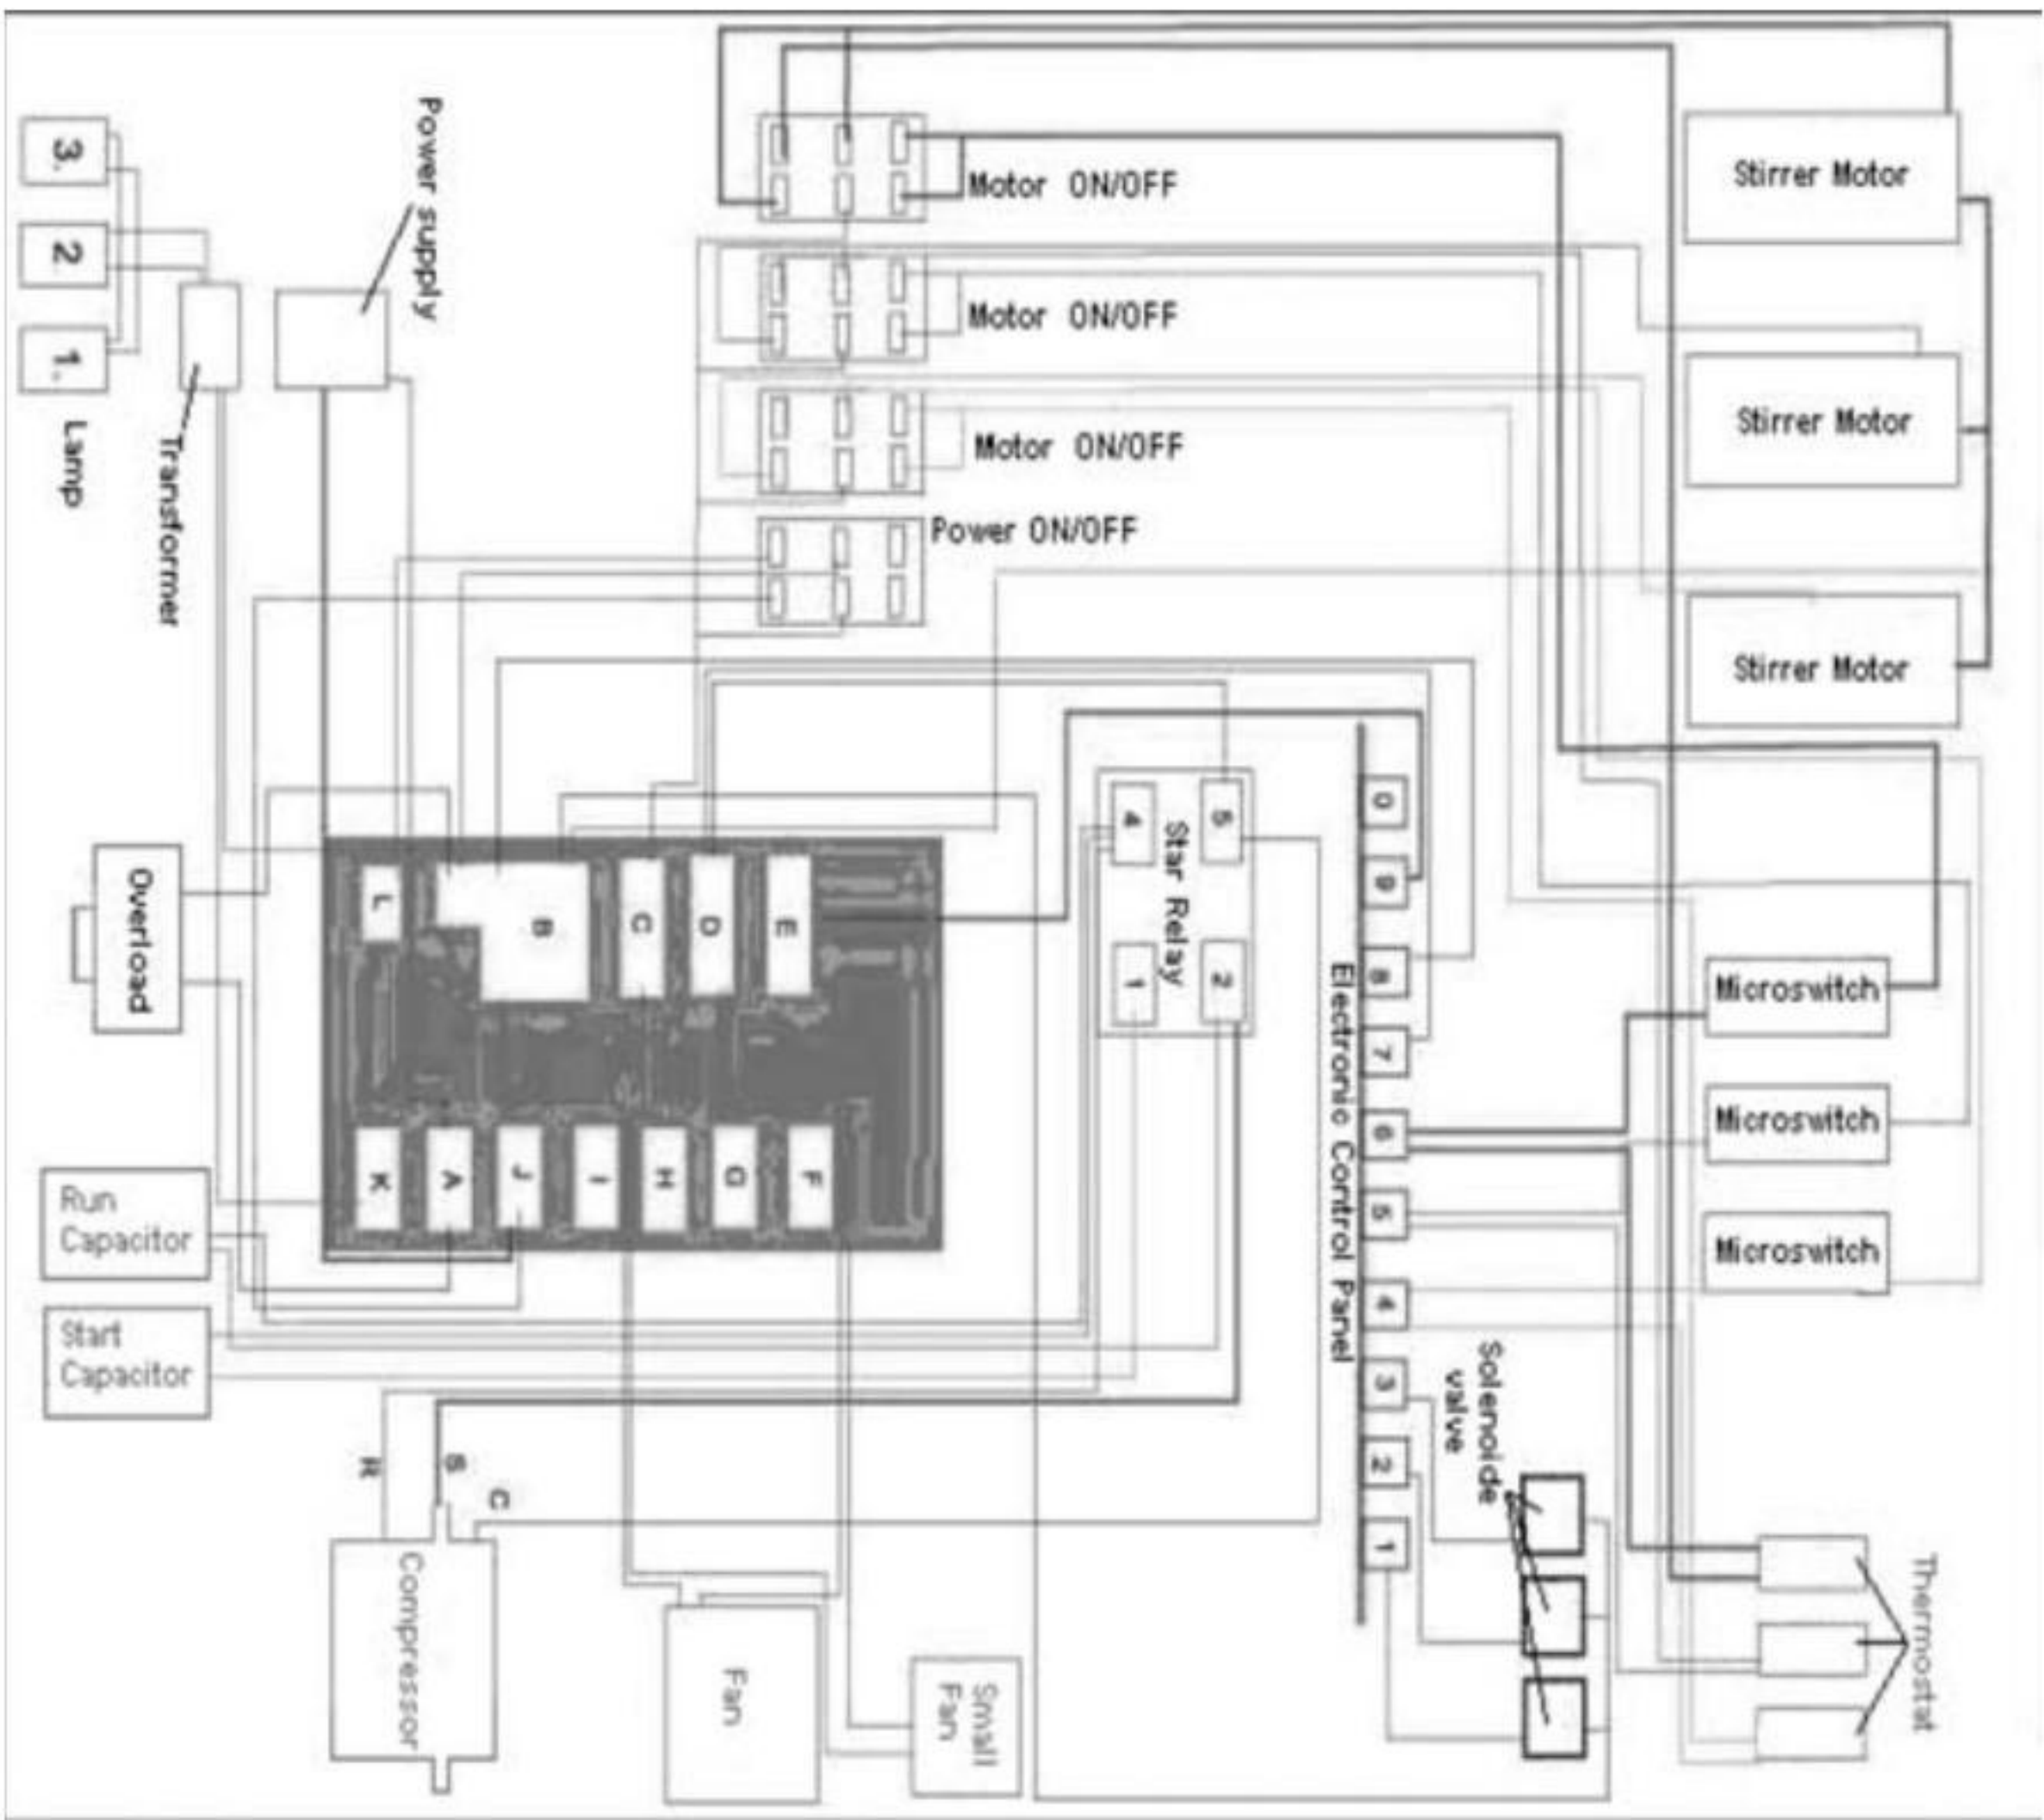 Power supply
3.
2
1.
Lamp
Transformer
Motor ON/OFF
Motor ON/OFF
Motor ON/OFF
Power ON/OFF
Stirrer Motor
Stirrer Motor
Stirrer Motor
Overload
L
B
C
D
E
K
A
J
I
H
G
F
4
5
Star Relay
1
2
0
9
8
7
6
5
4
3
2
1
Electronic Control Panel
Microswitch
Microswitch
Microswitch
Run
Capacitor
Start
Capacitor
R
S
C
Compressor
Fan
Small
Fan
Solenoide
valve
Thermostat